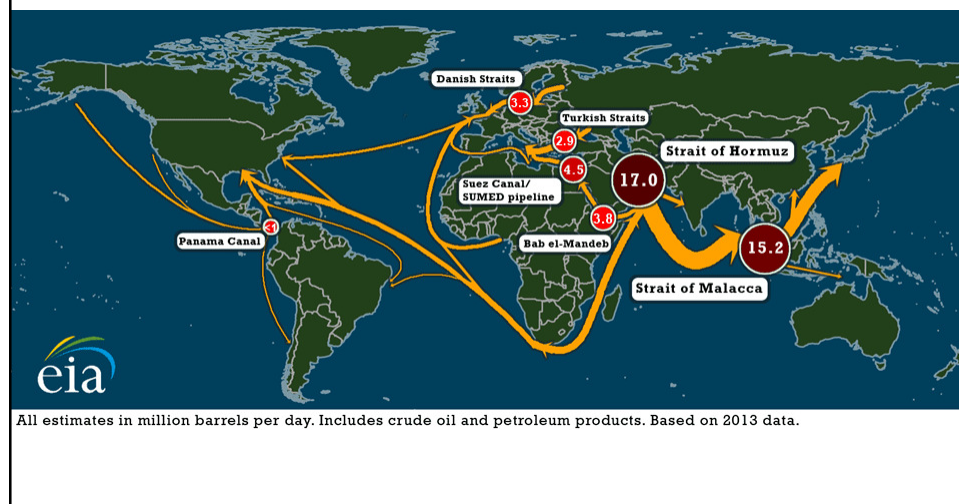 Danish Straits
3.3
Turkish Straits
2.9
Strait of Hormuz
17.0
Suez Canal/
SUMED pipeline
4.5
3.8
Bab el-Mandeb
Panama Canal
15.2
Strait of Malacca
eia
All estimates in million barrels per day. Includes crude oil and petroleum products. Based on 2013 data.